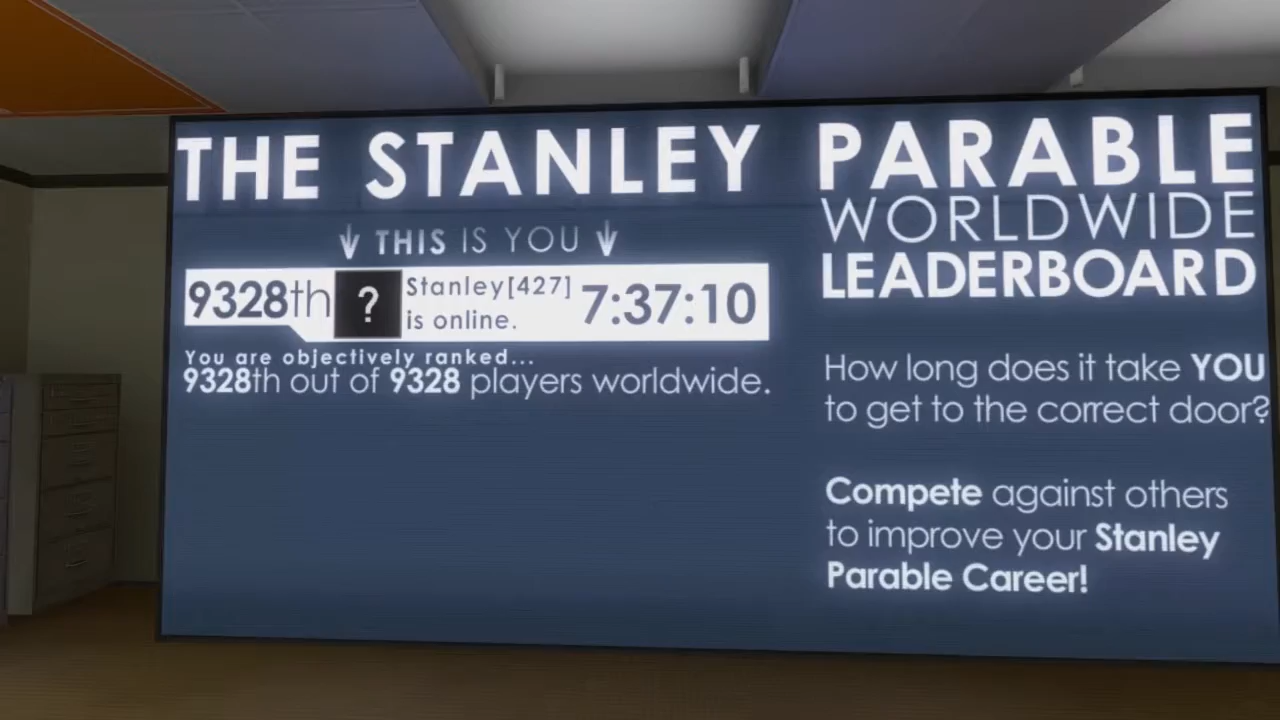 THE STANLEY PARABLE
WORLDWIDE
LEADERBOARD
THIS IS YOU
9328th ? Stanley[427] is online. 7:37:10
You are objectively ranked...
9328th out of 9328 players worldwide.
How long does it take YOU
to get to the correct door?
Compete against others
to improve your Stanley
Parable Career!